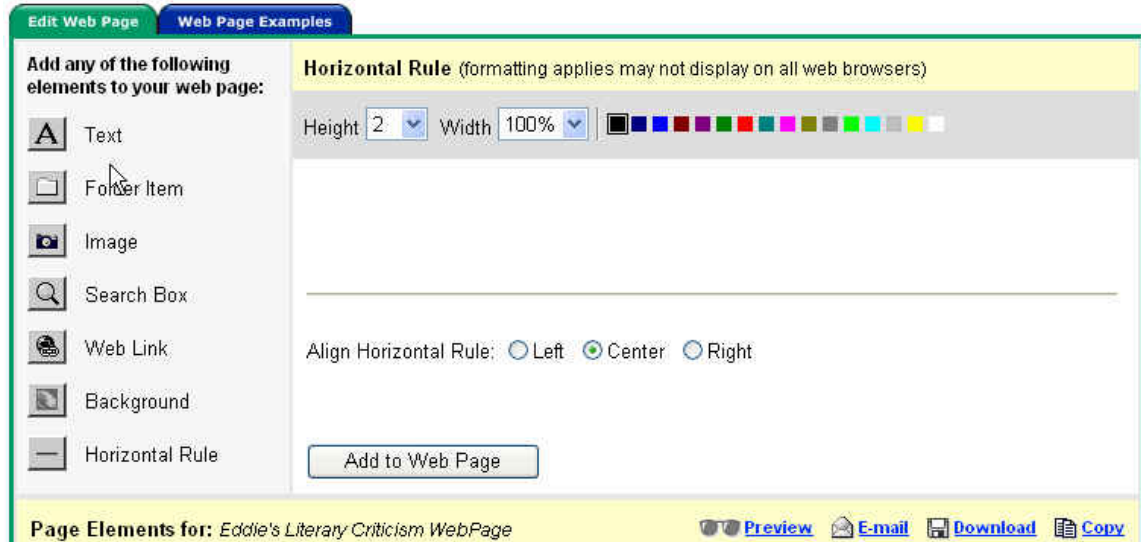 Edit Web Page Web Page Examples
Add any of the following
elements to your web page:
Text
Folder Item
Image
Search Box
Web Link
Background
Horizontal Rule
Horizontal Rule (formatting applies may not display on all web browsers)
Height 2 Width 100%
Align Horizontal Rule: Left Center Right
Add to Web Page
Page Elements for: Eddie's Literary Criticism WebPage Preview E-mail Download Copy